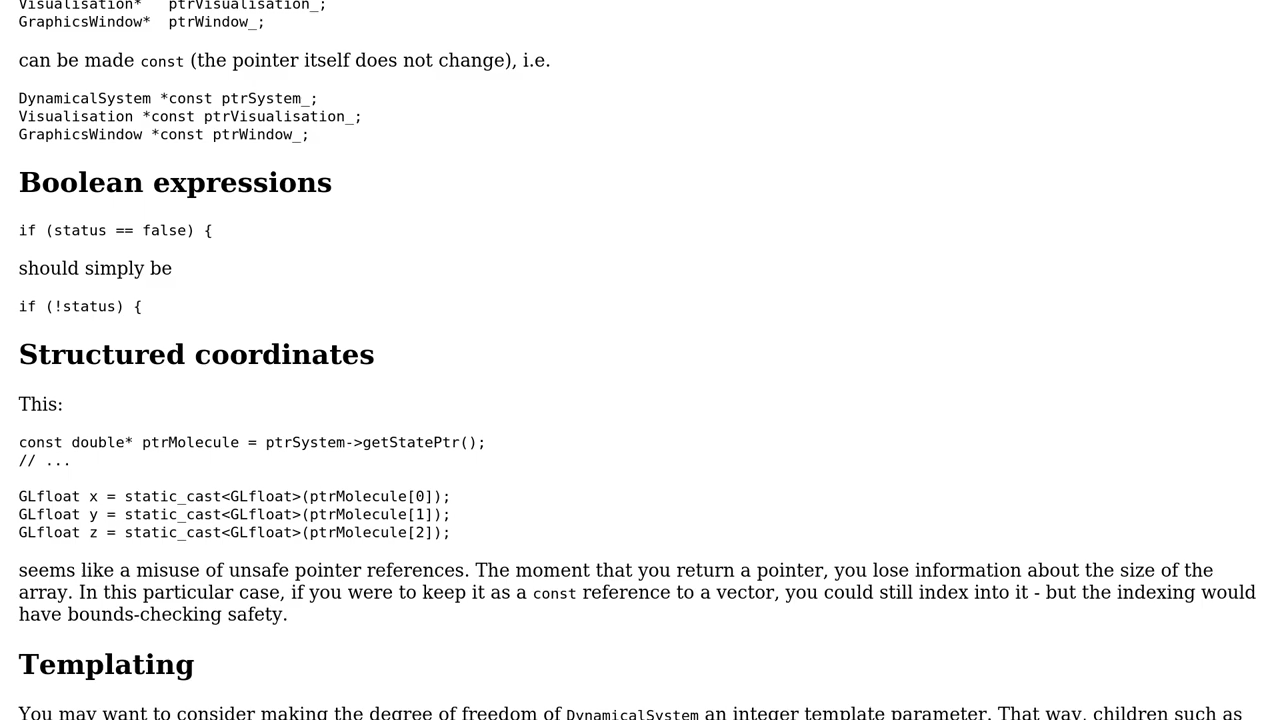 Visualisation*   ptrVisualisation_;
GraphicsWindow*  ptrWindow_;
can be made const (the pointer itself does not change), i.e.
DynamicalSystem *const ptrSystem_;
Visualisation *const ptrVisualisation_;
GraphicsWindow *const ptrWindow_;
Boolean expressions
if (status == false) {
should simply be
if (!status) {
Structured coordinates
This:
const double* ptrMolecule = ptrSystem->getStatePtr();
// ...
GLfloat x = static_cast<GLfloat>(ptrMolecule[0]);
GLfloat y = static_cast<GLfloat>(ptrMolecule[1]);
GLfloat z = static_cast<GLfloat>(ptrMolecule[2]);
seems like a misuse of unsafe pointer references. The moment that you return a pointer, you lose information about the size of the
array. In this particular case, if you were to keep it as a const reference to a vector, you could still index into it - but the indexing would
have bounds-checking safety.
Templating
You may want to consider making the degree of freedom of DynamicalSystem an integer template parameter. That way, children such as